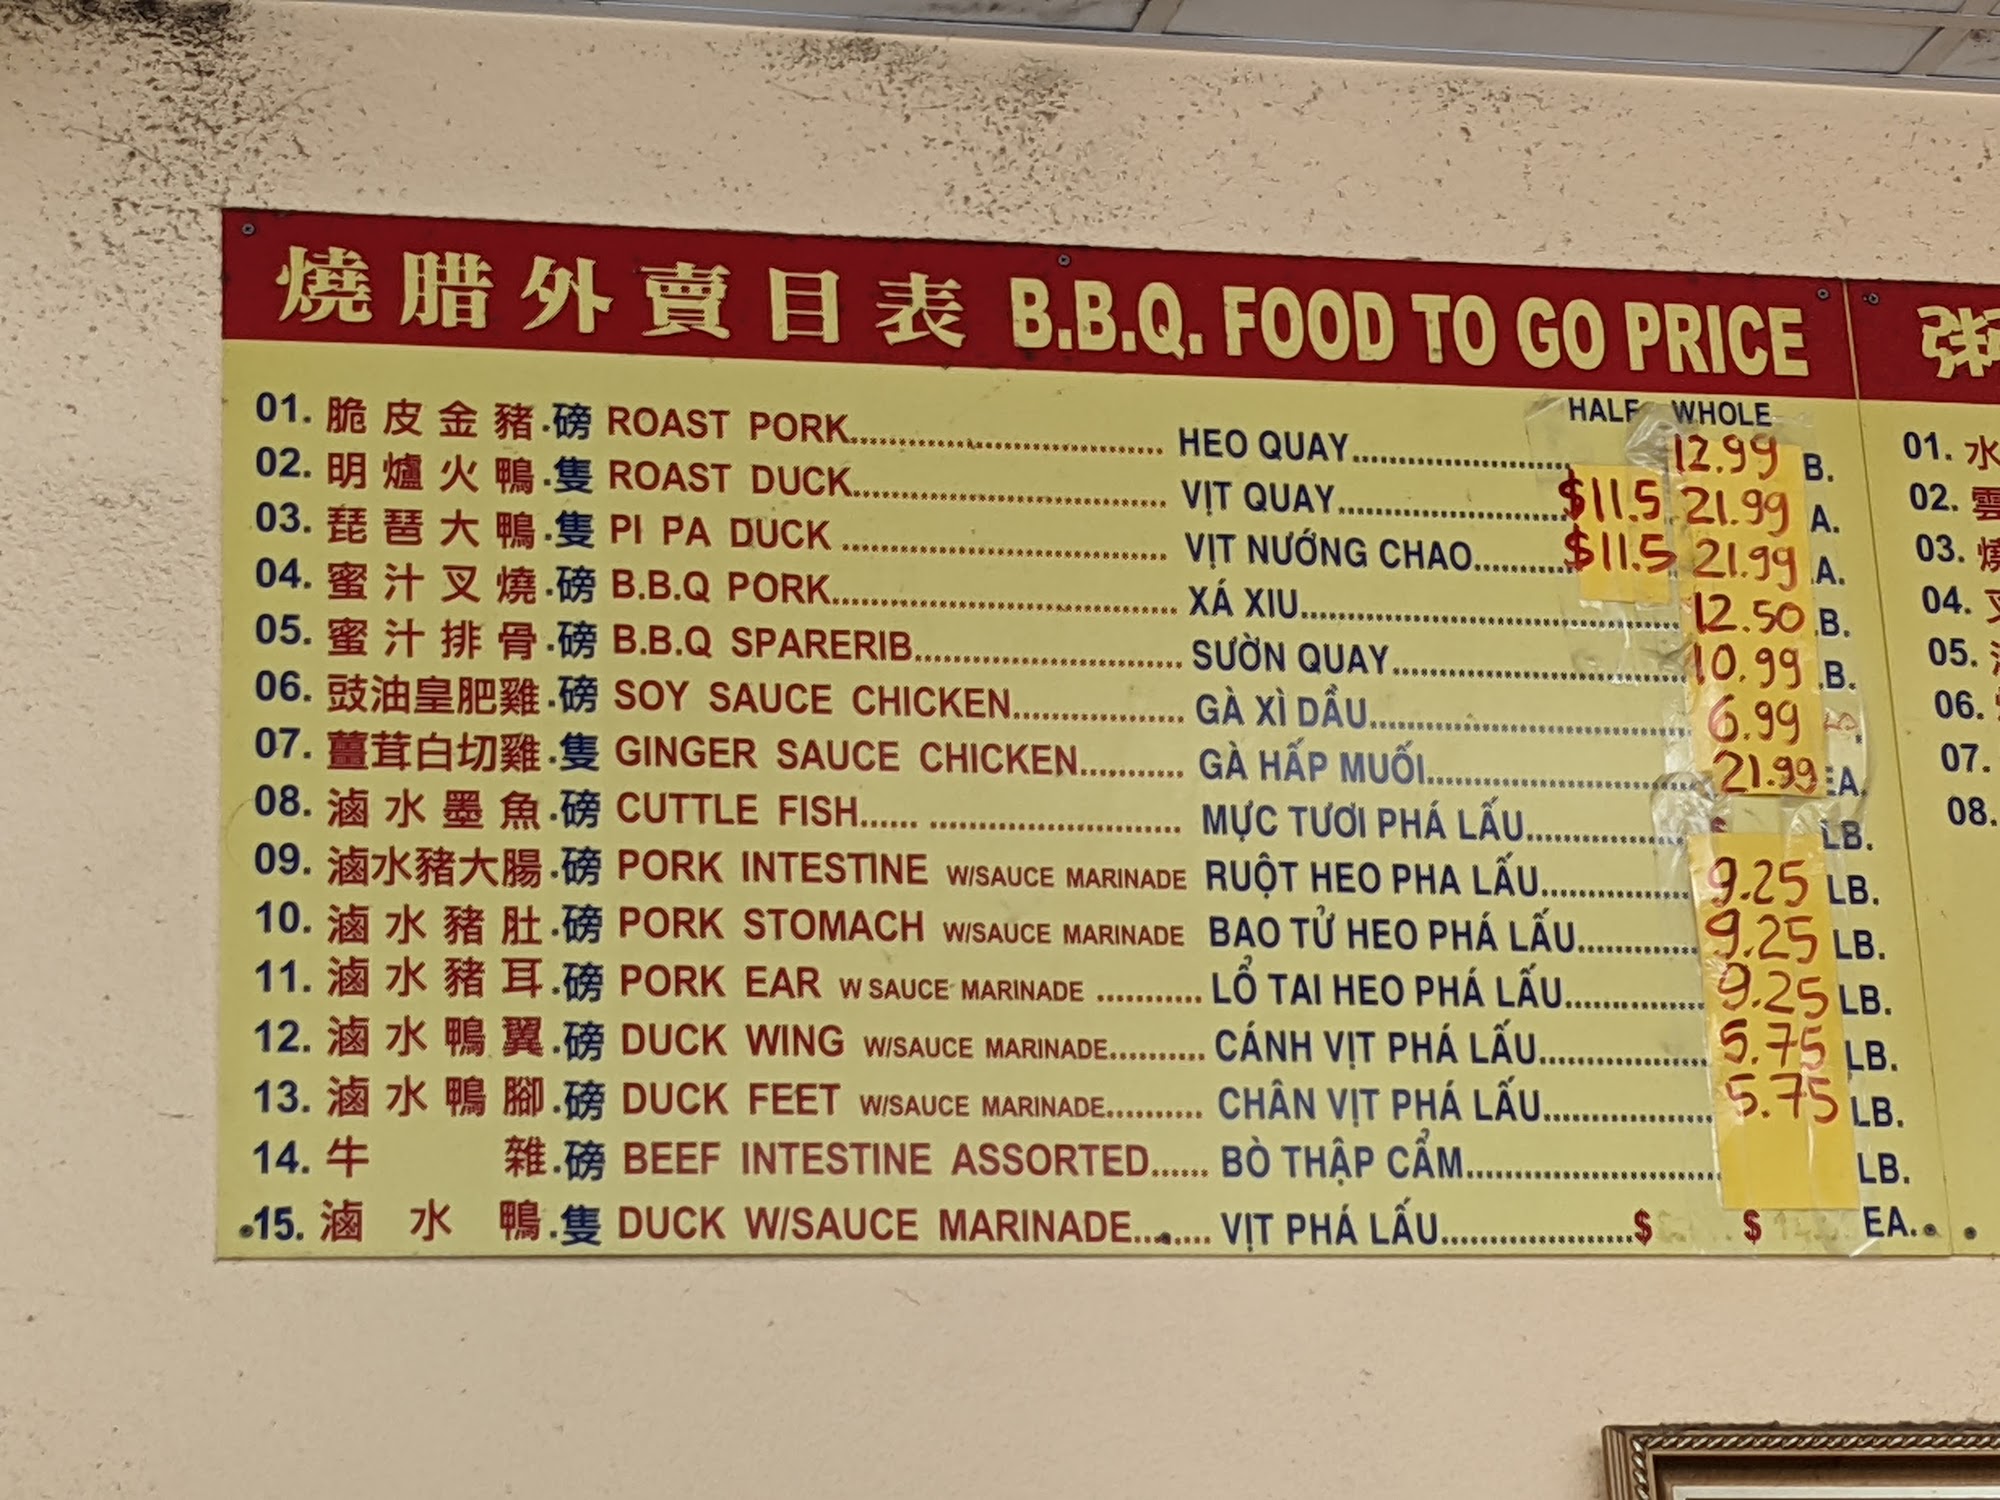 燒腊外賣目表 B.B.Q. FOOD TO GO PRICE
HALF WHOLE
01. 脆皮金豬.磅 ROAST PORK HEO QUAY 12.99 B.
02. 明爐火鴨.隻 ROAST DUCK VỊT QUAY $11.5 21.99 A.
03. 琵琶大鴨.隻 PI PA DUCK VỊT NƯỚNG CHAO $11.5 21.99 A.
04. 蜜汁叉燒.磅 B.B.Q PORK XÁ XIU 12.50 B.
05. 蜜汁排骨.磅 B.B.Q SPARERIB SƯỜN QUAY 10.99 B.
06. 豉油皇肥雞.磅 SOY SAUCE CHICKEN GÀ XÌ DẦU 6.99
07. 薑茸白切雞.隻 GINGER SAUCE CHICKEN GÀ HẤP MUỐI 21.99 EA.
08. 滷水墨魚.磅 CUTTLE FISH MỰC TƯƠI PHÁ LẤU LB.
09. 滷水豬大腸.磅 PORK INTESTINE W/SAUCE MARINADE RUỘT HEO PHA LẤU 9.25 LB.
10. 滷水豬肚.磅 PORK STOMACH W/SAUCE MARINADE BAO TỬ HEO PHÁ LẤU 9.25 LB.
11. 滷水豬耳.磅 PORK EAR W SAUCE MARINADE LỔ TAI HEO PHÁ LẤU 9.25 LB.
12. 滷水鴨翼.磅 DUCK WING W/SAUCE MARINADE CÁNH VỊT PHÁ LẤU 5.75 LB.
13. 滷水鴨腳.磅 DUCK FEET W/SAUCE MARINADE CHÂN VỊT PHÁ LẤU 5.75 LB.
14. 牛雜.磅 BEEF INTESTINE ASSORTED BÒ THẬP CẨM LB.
15. 滷水鴨.隻 DUCK W/SAUCE MARINADE VỊT PHÁ LẤU $ $ EA.
粥
01. 水
02. 雲
03. 燒
04. 叉
05.
06.
07.
08.